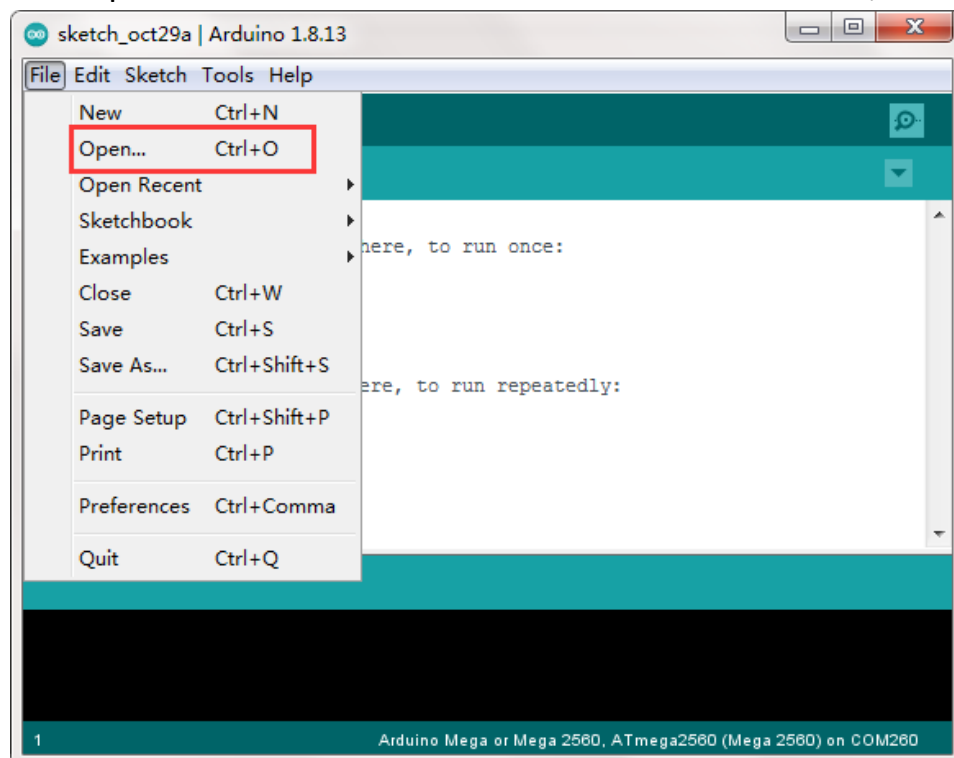 sketch_oct29a | Arduino 1.8.13
File Edit Sketch Tools Help
New Ctrl+N
Open... Ctrl+O
Open Recent
Sketchbook
here, to run once:
Examples
Close Ctrl+W
Save Ctrl+S
Save As... Ctrl+Shift+S
ere, to run repeatedly:
Page Setup Ctrl+Shift+P
Print Ctrl+P
Preferences Ctrl+Comma
Quit Ctrl+Q
1 Arduino Mega or Mega 2560, ATmega2560 (Mega 2560) on COM260